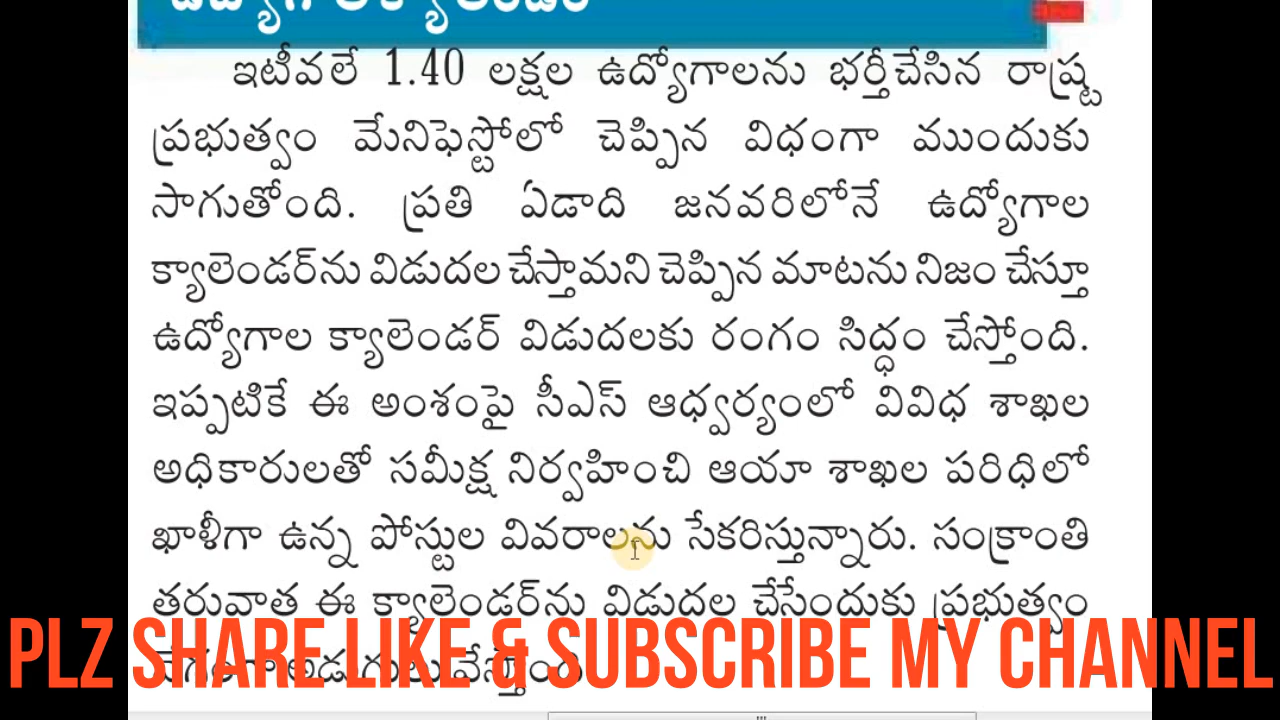 ఇటీవలే 1.40 లక్షల ఉద్యోగాలను భర్తీచేసిన రాష్ట్ర
ప్రభుత్వం మేనిఫెస్టోలో చెప్పిన విధంగా ముందుకు
సాగుతోంది. ప్రతి ఏడాది జనవరిలోనే ఉద్యోగాల
క్యాలెండర్‌ను విడుదల చేస్తామని చెప్పిన మాటను నిజం చేస్తూ
ఉద్యోగాల క్యాలెండర్ విడుదలకు రంగం సిద్ధం చేస్తోంది.
ఇప్పటికే ఈ అంశంపై సీఎస్ ఆధ్వర్యంలో వివిధ శాఖల
అధికారులతో సమీక్ష నిర్వహించి ఆయా శాఖల పరిధిలో
ఖాళీగా ఉన్న పోస్టుల వివరాలను సేకరిస్తున్నారు. సంక్రాంతి
తరువాత ఈ క్యాలెండర్‌ను విడుదల చేసేందుకు ప్రభుత్వం
PLZ SHARE LIKE & SUBSCRIBE MY CHANNEL